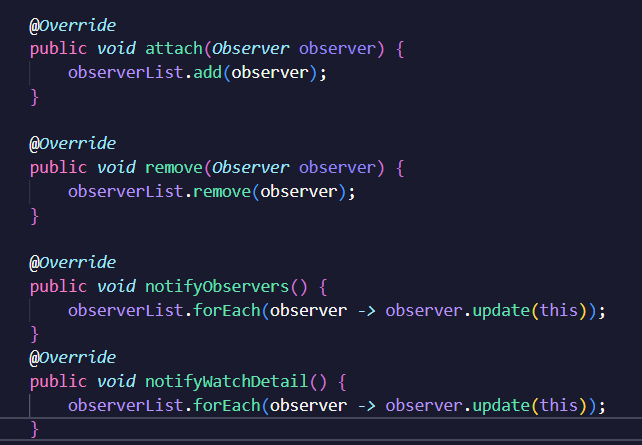 @Override
public void attach(Observer observer) {
    observerList.add(observer);
}

@Override
public void remove(Observer observer) {
    observerList.remove(observer);
}

@Override
public void notifyObservers() {
    observerList.forEach(observer -> observer.update(this));
}
@Override
public void notifyWatchDetail() {
    observerList.forEach(observer -> observer.update(this));
}